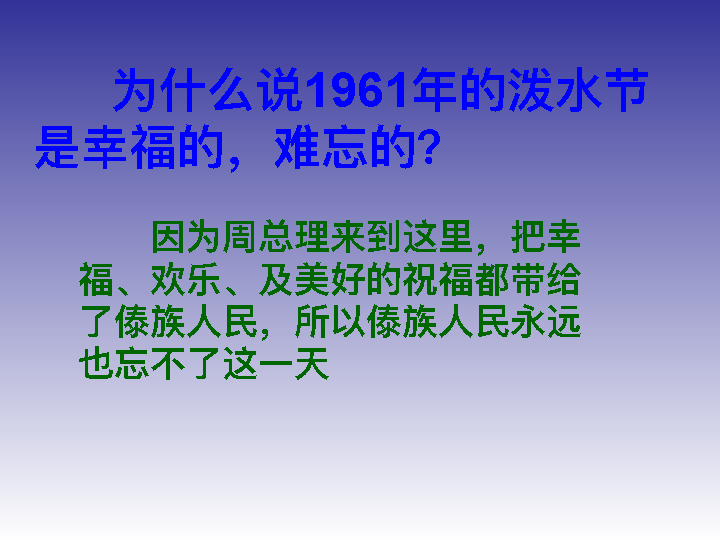 为什么说1961年的泼水节
是幸福的，难忘的？
因为周总理来到这里，把幸
福、欢乐、及美好的祝福都带给
了傣族人民，所以傣族人民永远
也忘不了这一天